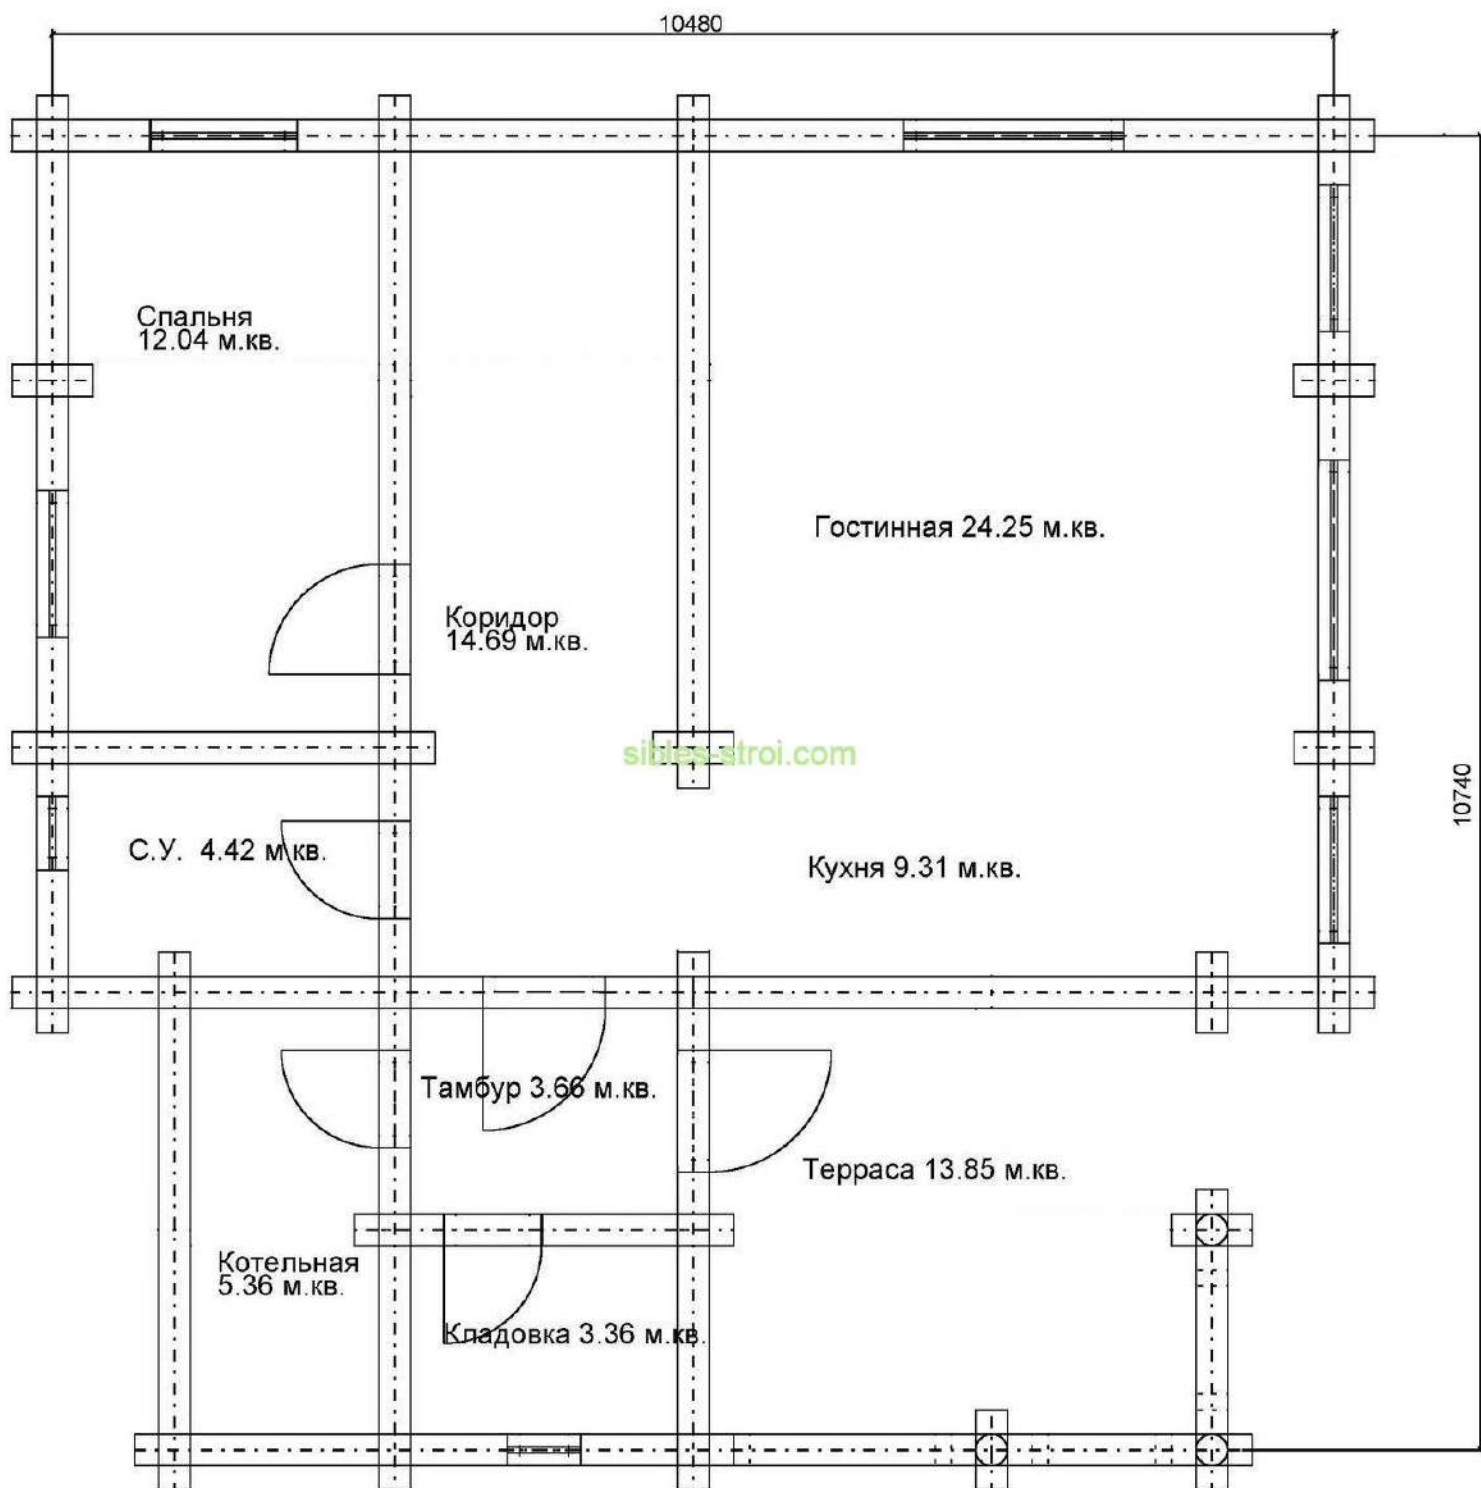 10480
Спальня
12.04 м.кв.
Гостинная 24.25 м.кв.
Коридор
14.69 м.кв.
sibles-stroi.com
10740
С.У. 4.42 м.кв.
Кухня 9.31 м.кв.
Тамбур 3.66 м.кв.
Терраса 13.85 м.кв.
Котельная
5.36 м.кв.
Кладовка 3.36 м.кв.